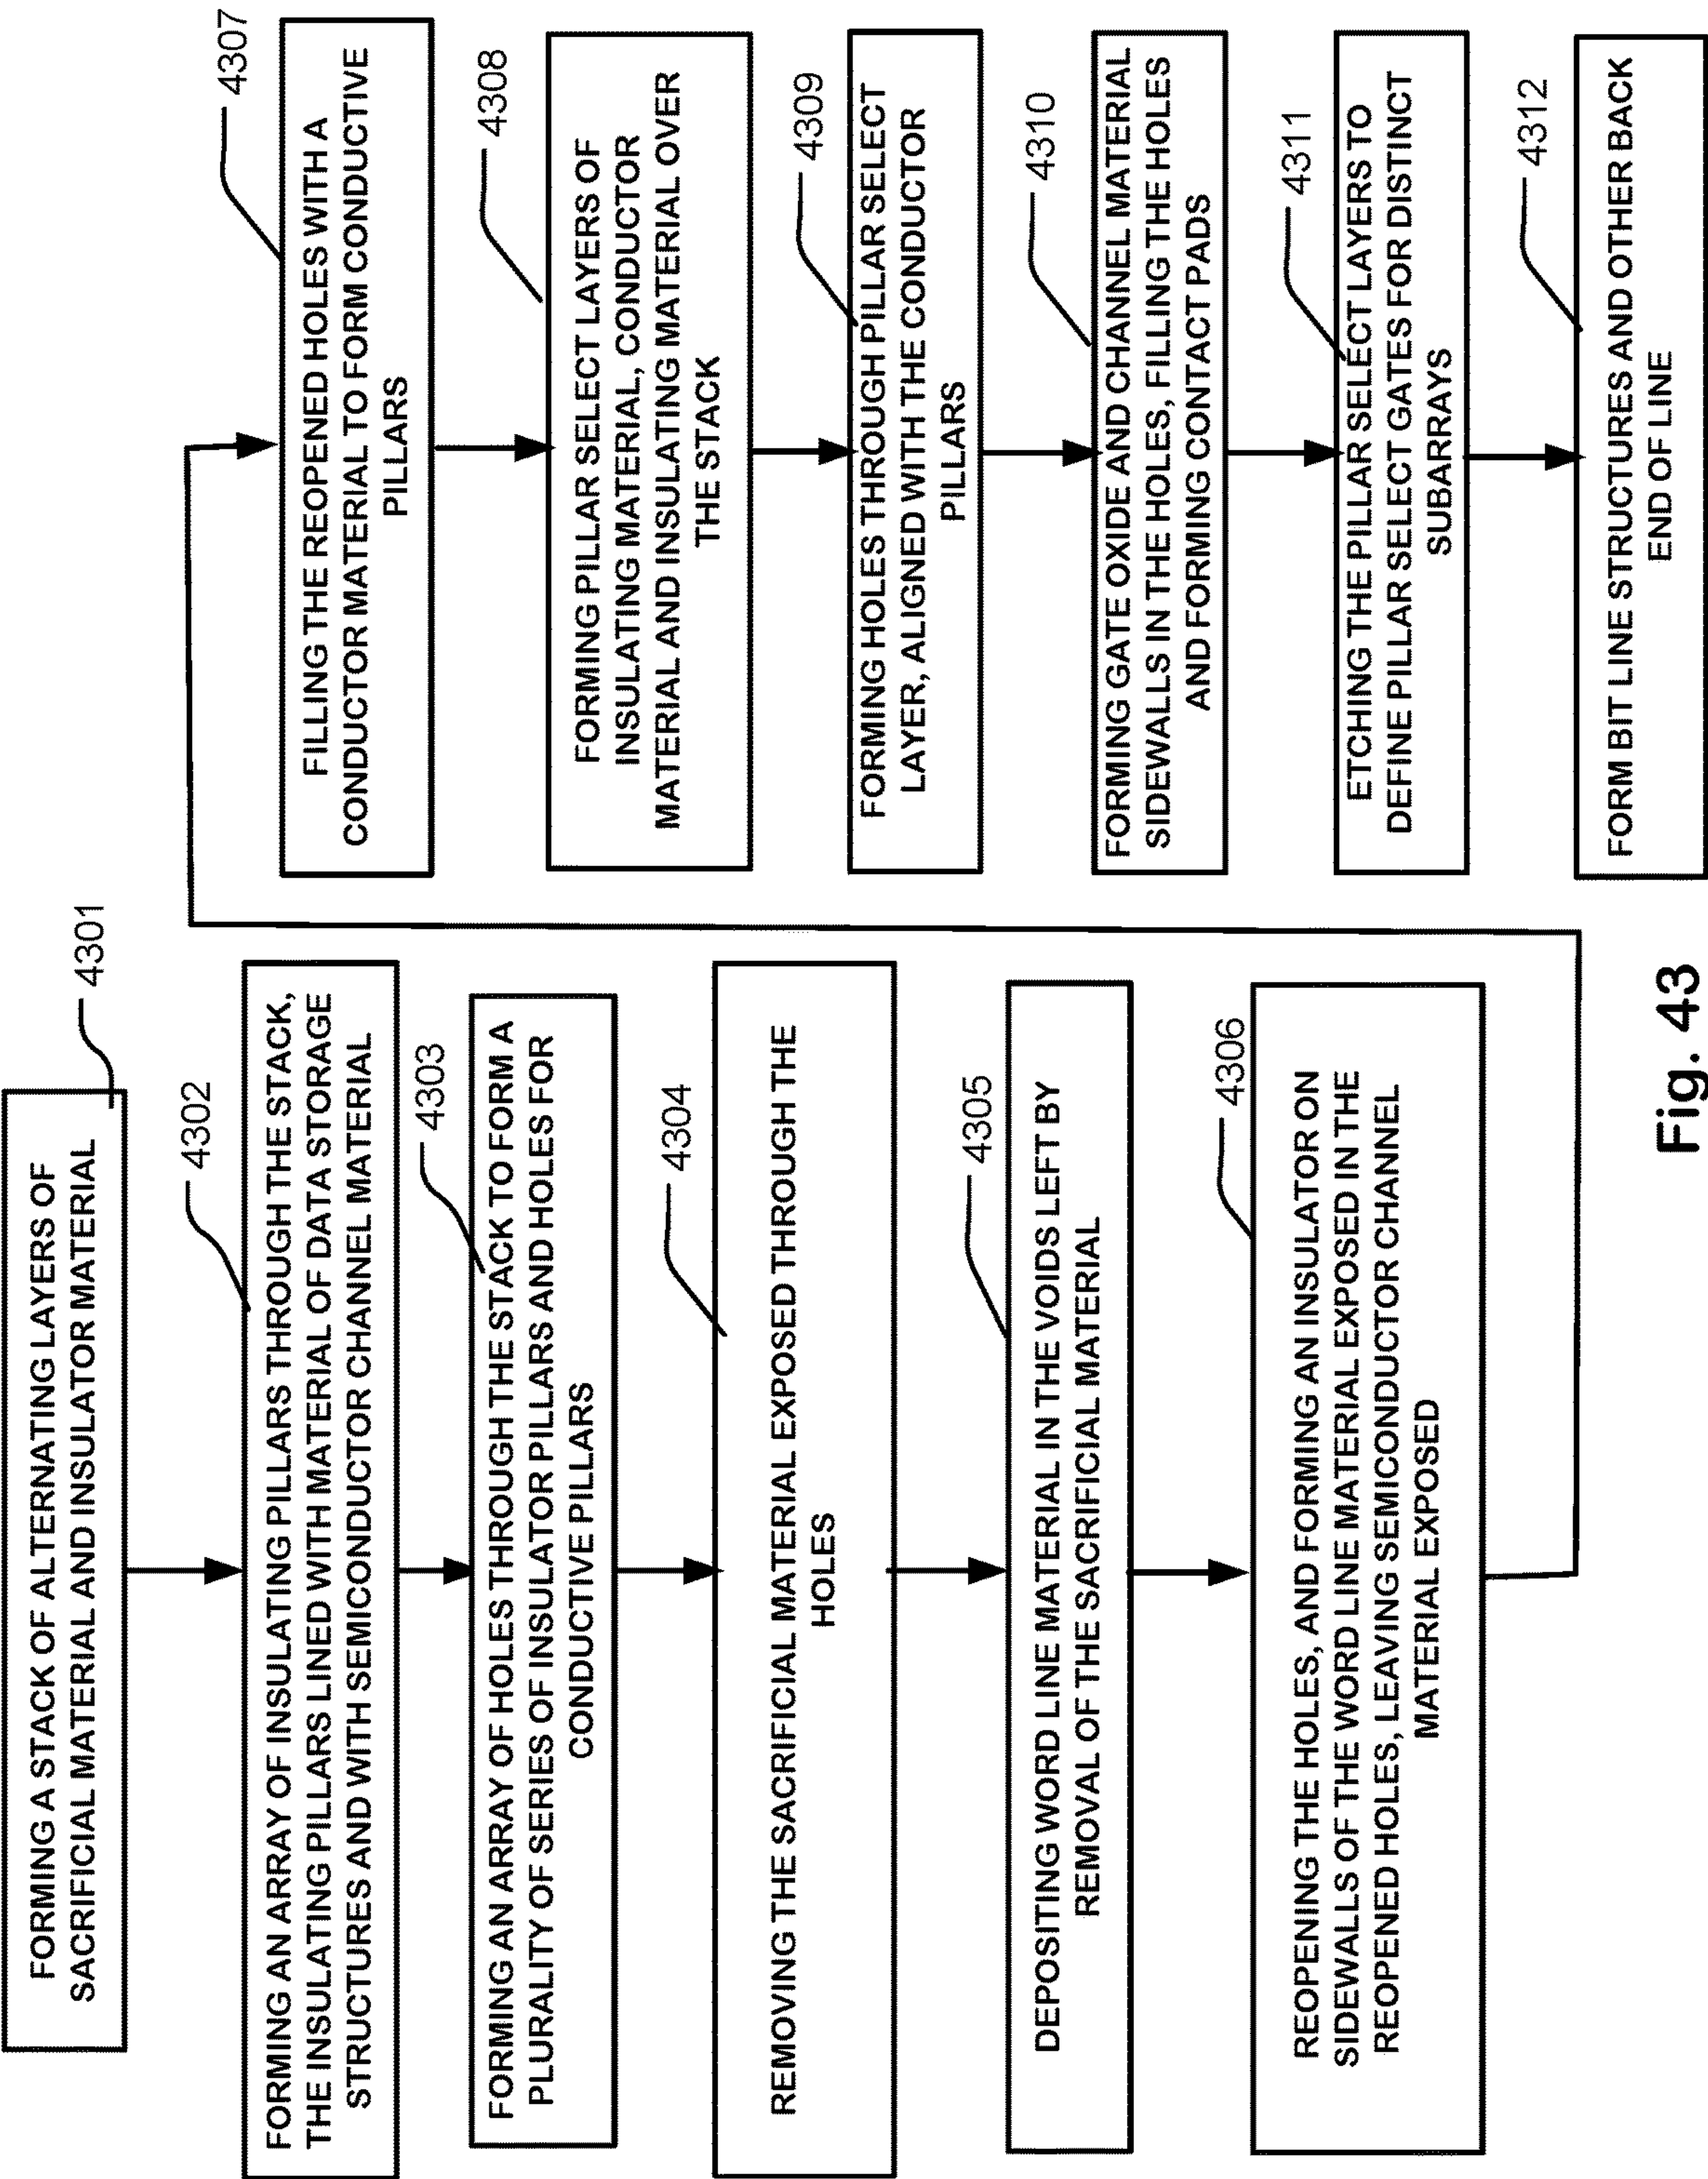 4301
FORMING A STACK OF ALTERNATING LAYERS OF
SACRIFICIAL MATERIAL AND INSULATOR MATERIAL
4302
FORMING AN ARRAY OF INSULATING PILLARS THROUGH THE STACK,
THE INSULATING PILLARS LINED WITH MATERIAL OF DATA STORAGE
STRUCTURES AND WITH SEMICONDUCTOR CHANNEL MATERIAL
4303
FORMING AN ARRAY OF HOLES THROUGH THE STACK TO FORM A
PLURALITY OF SERIES OF INSULATOR PILLARS AND HOLES FOR
CONDUCTIVE PILLARS
4304
REMOVING THE SACRIFICIAL MATERIAL EXPOSED THROUGH THE
HOLES
4305
DEPOSITING WORD LINE MATERIAL IN THE VOIDS LEFT BY
REMOVAL OF THE SACRIFICIAL MATERIAL
4306
REOPENING THE HOLES, AND FORMING AN INSULATOR ON
SIDEWALLS OF THE WORD LINE MATERIAL EXPOSED IN THE
REOPENED HOLES, LEAVING SEMICONDUCTOR CHANNEL
MATERIAL EXPOSED
4307
FILLING THE REOPENED HOLES WITH A
CONDUCTOR MATERIAL TO FORM CONDUCTIVE
PILLARS
4308
FORMING PILLAR SELECT LAYERS OF
INSULATING MATERIAL, CONDUCTOR
MATERIAL AND INSULATING MATERIAL OVER
THE STACK
4309
FORMING HOLES THROUGH PILLAR SELECT
LAYER, ALIGNED WITH THE CONDUCTOR
PILLARS
4310
FORMING GATE OXIDE AND CHANNEL MATERIAL
SIDEWALLS IN THE HOLES, FILLING THE HOLES
AND FORMING CONTACT PADS
4311
ETCHING THE PILLAR SELECT LAYERS TO
DEFINE PILLAR SELECT GATES FOR DISTINCT
SUBARRAYS
4312
FORM BIT LINE STRUCTURES AND OTHER BACK
END OF LINE
Fig. 43